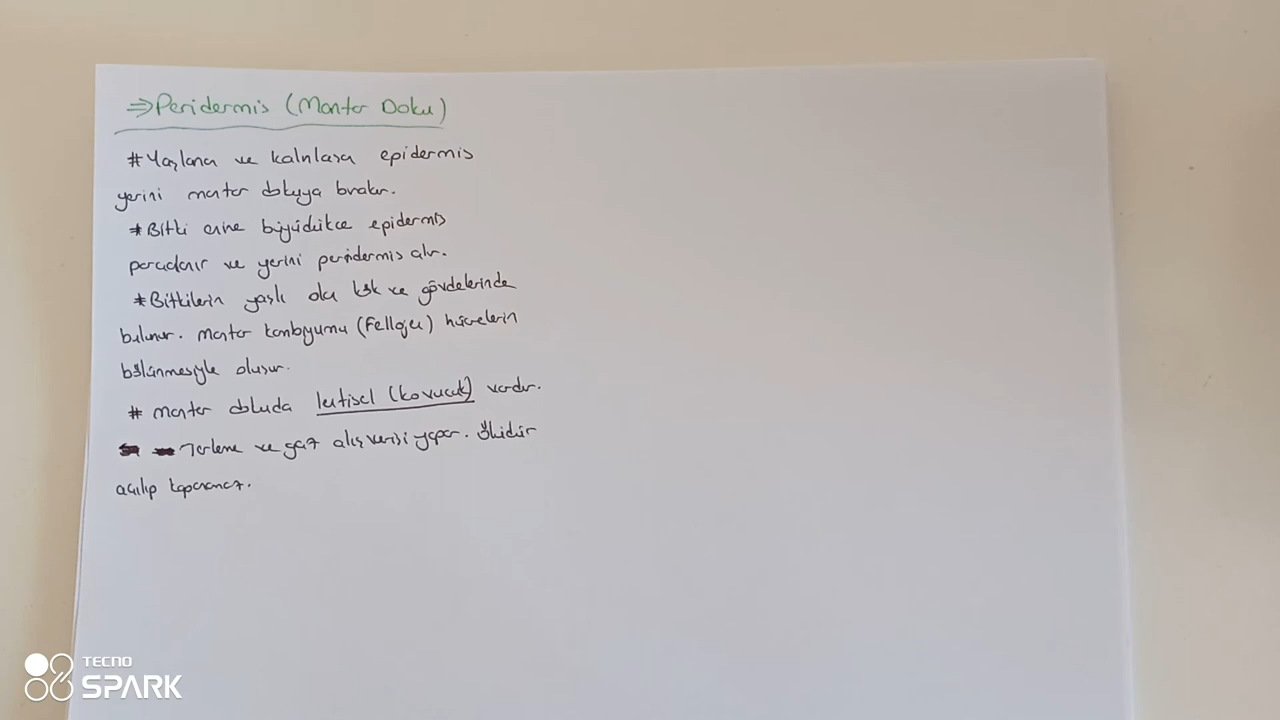 ⇒ Peridermis (Mantar Doku)
# Yaşlanan ve kalınlaşan epidermis
yerini mantar dokuya bırakır.
* Bitki enine büyüdükçe epidermis
parçalanır ve yerini peridermis alır.
* Bitkilerin yaşlı olan kök ve gövdelerinde
bulunur. Mantar kambiyumu (Fellojen) hücrelerin
bölünmesiyle oluşur.
# Mantar dokuda lentisel (kovucuk) vardır.
Terleme ve gaz alışverişi yapar. Ölüdür
açılıp kapanamaz.
TECNO
SPARK